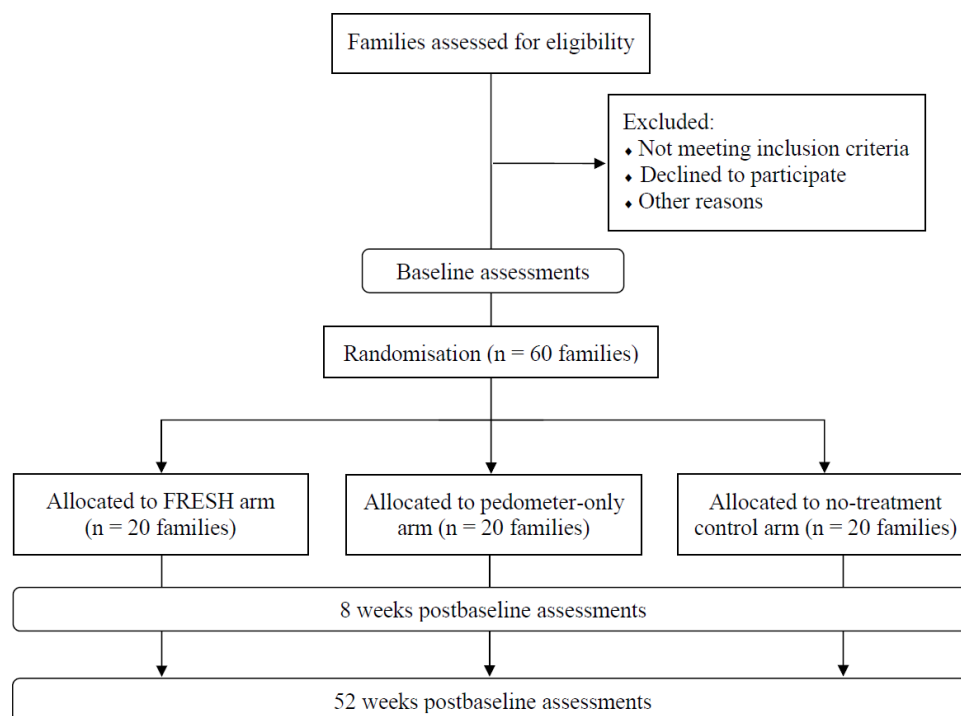 Families assessed for eligibility
Excluded:
♦ Not meeting inclusion criteria
♦ Declined to participate
♦ Other reasons
Baseline assessments
Randomisation (n = 60 families)
Allocated to FRESH arm
(n = 20 families)
Allocated to pedometer-only
arm (n = 20 families)
Allocated to no-treatment
control arm (n = 20 families)
8 weeks postbaseline assessments
52 weeks postbaseline assessments